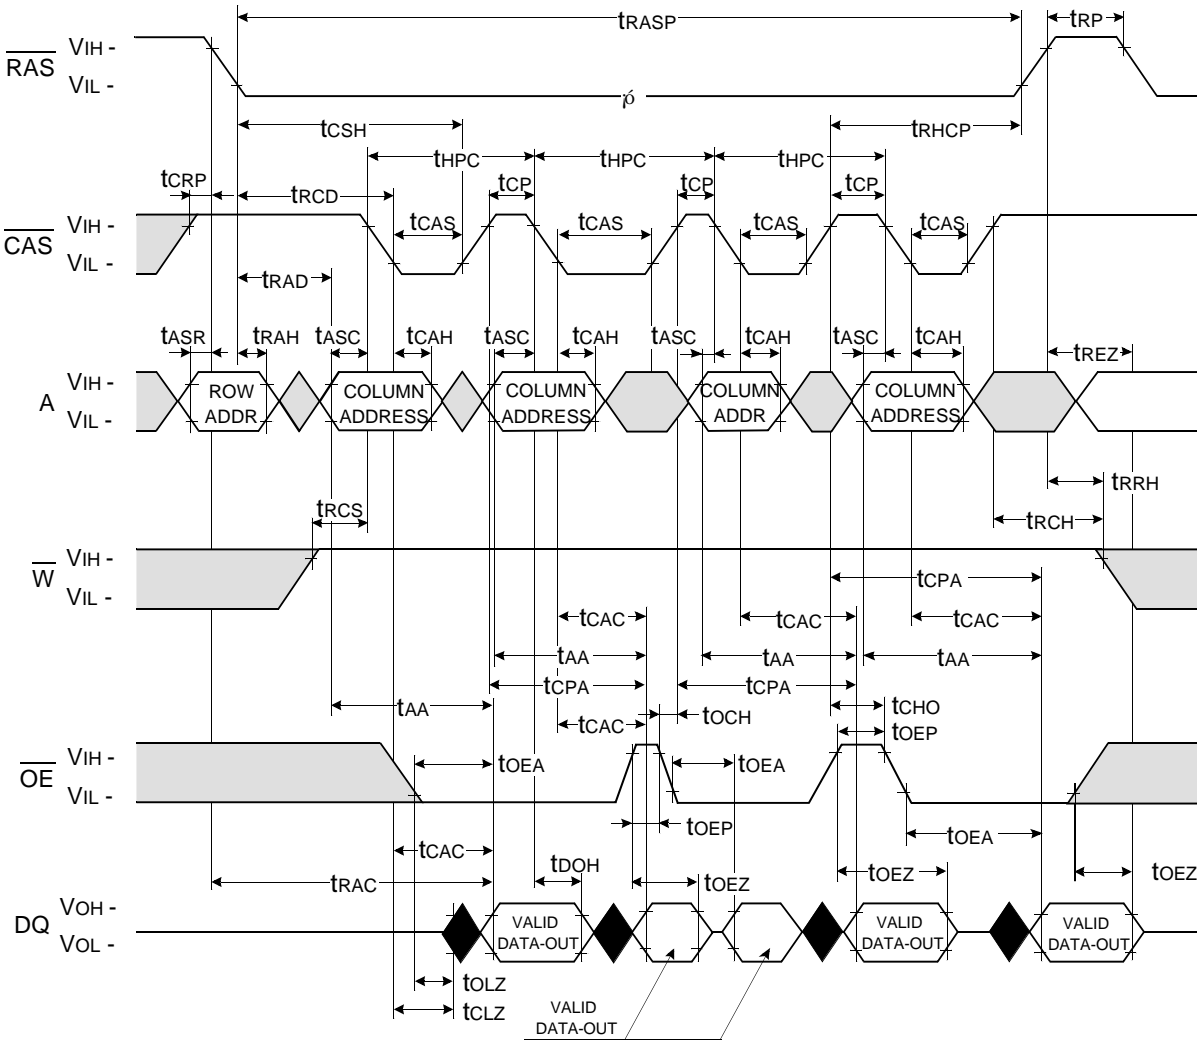 tRASP tRP
RAS VIH -
VIL -
ρ́
tCSH tRHCP
tHPC tHPC tHPC
tCRP tRCD tCP tCP tCP
CAS VIH -
VIL -
tCAS tCAS tCAS tCAS
tRAD
tASR tRAH tASC tCAH tASC tCAH tASC tCAH tASC tCAH
tREZ
A VIH -
VIL -
ROW
ADDR
COLUMN
ADDRESS
COLUMN
ADDRESS
COLUMN
ADDR
COLUMN
ADDRESS
tRRH
tRCS tRCH
W VIH -
VIL -
tCPA
tCAC tCAC tCAC
tAA tAA tAA
tCPA tCPA
tAA tCAC tOCH tCHO
tOEP
OE VIH -
VIL -
tOEA tOEA
tOEP tOEA
tCAC tDOH
tRAC tOEZ tOEZ tOEZ
DQ VOH -
VOL -
VALID
DATA-OUT
VALID
DATA-OUT
VALID
DATA-OUT
tOLZ
tCLZ
VALID
DATA-OUT